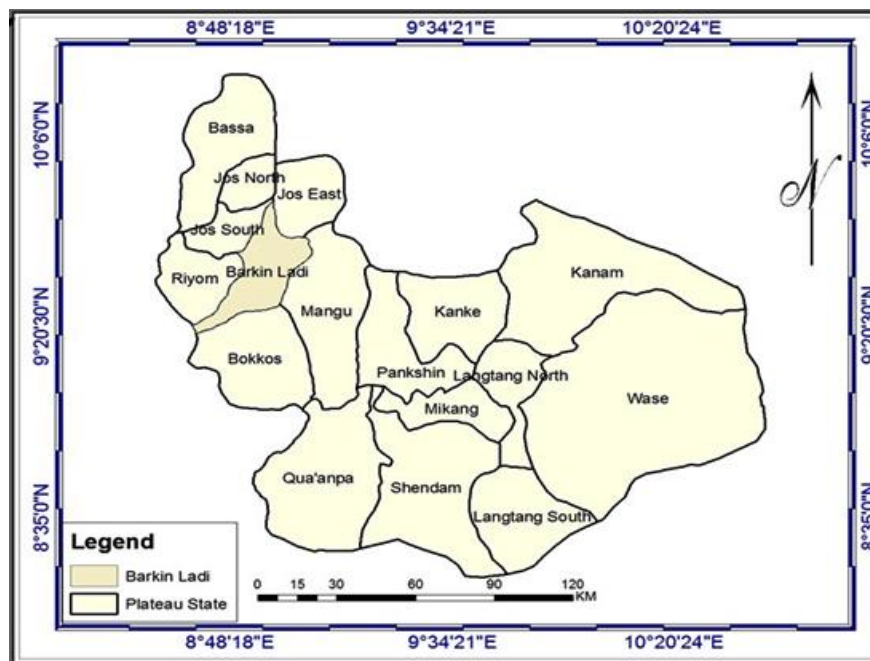 8°48'18"E 9°34'21"E 10°20'24"E
10°6'0"N
10°6'0"N
9°20'30"N
9°20'30"N
8°35'0"N
8°35'0"N
N
Bassa
Jos North
Jos East
Jos South
Riyom
Barkin Ladi
Mangu
Kanam
Kanke
Bokkos
Pankshin
Langtang North
Mikang
Wase
Qua'anpa
Shendam
Langtang South
Legend
Barkin Ladi
Plateau State
0 15 30 60 90 120
KM
8°48'18"E 9°34'21"E 10°20'24"E